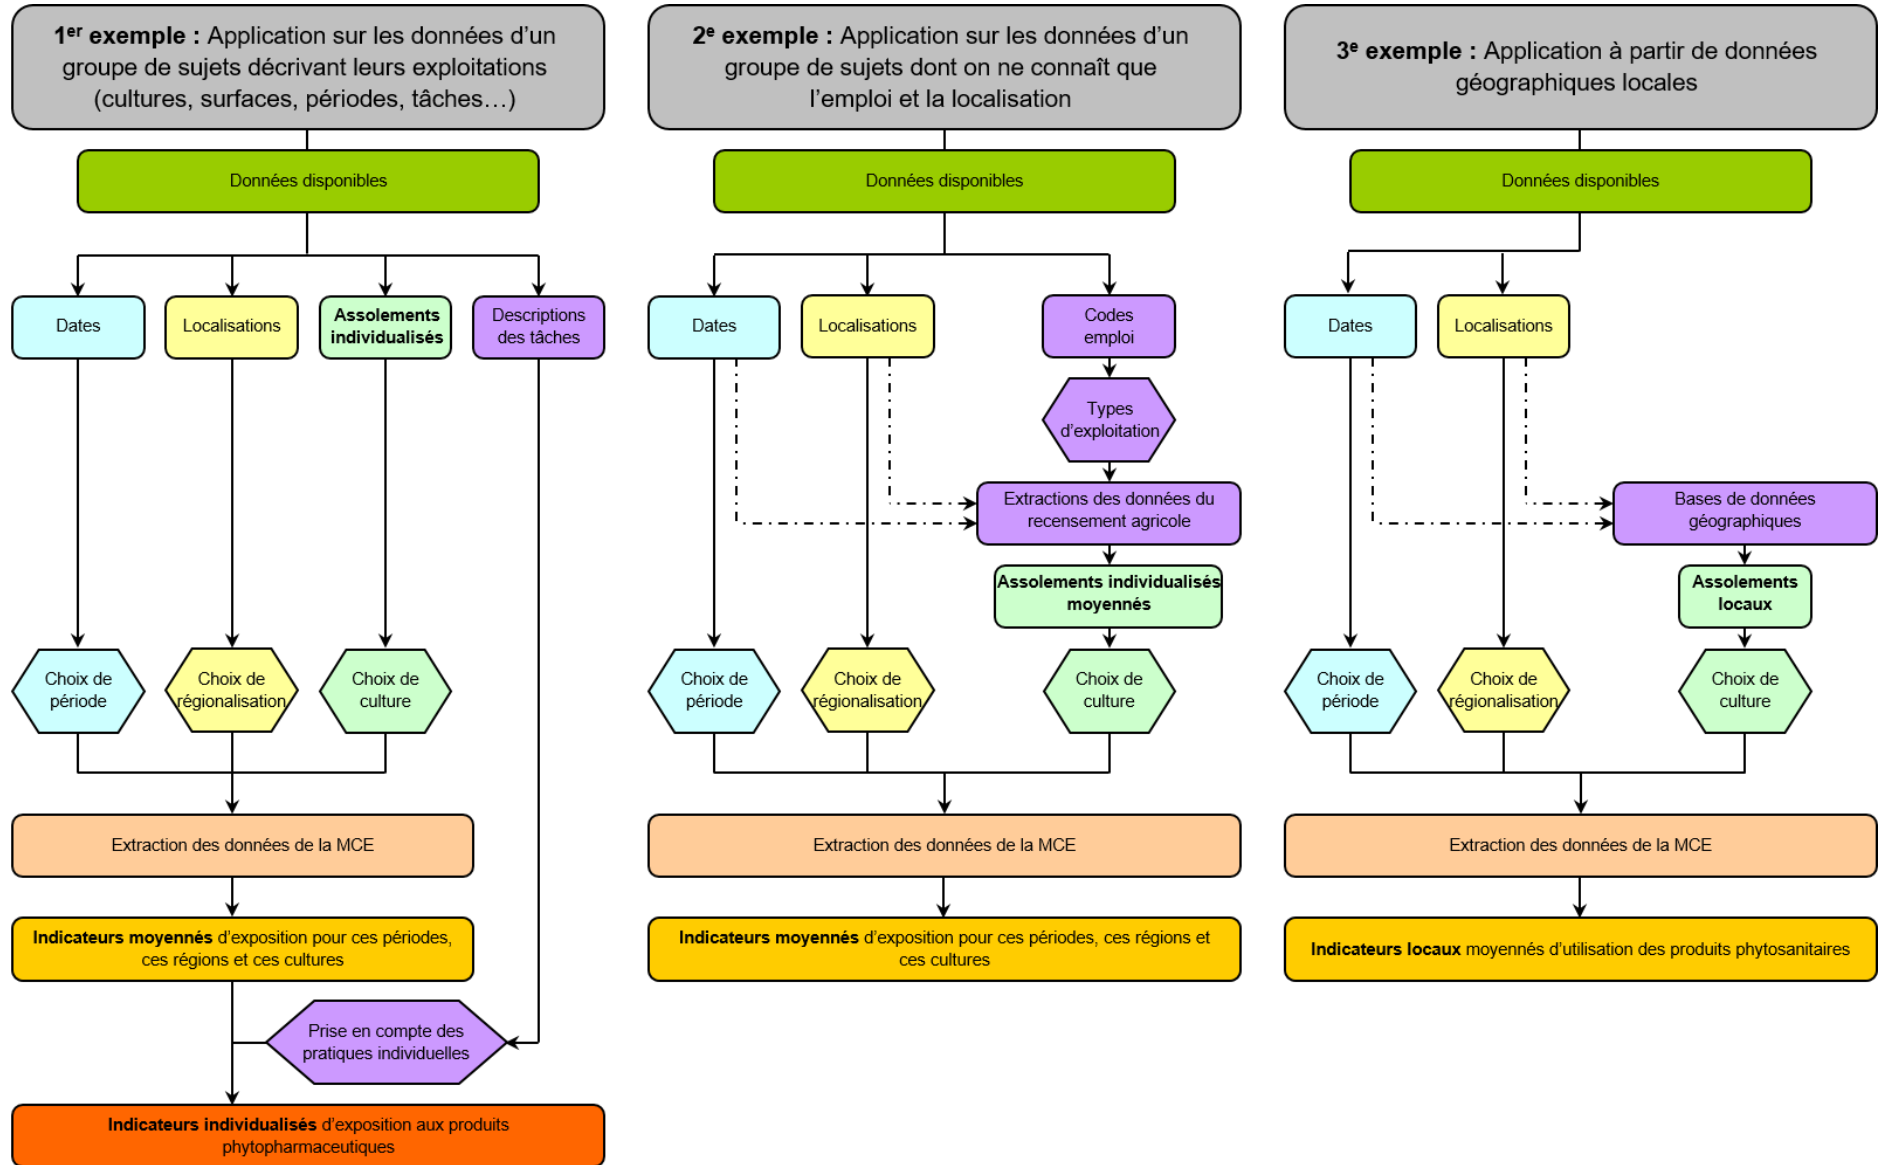 1er exemple : Application sur les données d’un
groupe de sujets décrivant leurs exploitations
(cultures, surfaces, périodes, tâches…)
Données disponibles
Dates
Localisations
Assolements
individualisés
Descriptions
des tâches
Choix de
période
Choix de
régionalisation
Choix de
culture
Extraction des données de la MCE
Indicateurs moyennés d’exposition pour ces périodes,
ces régions et ces cultures
Prise en compte des
pratiques individuelles
Indicateurs individualisés d’exposition aux produits
phytopharmaceutiques
2e exemple : Application sur les données d’un
groupe de sujets dont on ne connaît que
l’emploi et la localisation
Données disponibles
Dates
Localisations
Codes
emploi
Types
d’exploitation
Extractions des données du
recensement agricole
Assolements individualisés
moyennés
Choix de
période
Choix de
régionalisation
Choix de
culture
Extraction des données de la MCE
Indicateurs moyennés d’exposition pour ces périodes, ces régions et
ces cultures
3e exemple : Application à partir de données
géographiques locales
Données disponibles
Dates
Localisations
Bases de données
géographiques
Assolements
locaux
Choix de
période
Choix de
régionalisation
Choix de
culture
Extraction des données de la MCE
Indicateurs locaux moyennés d’utilisation des produits phytosanitaires